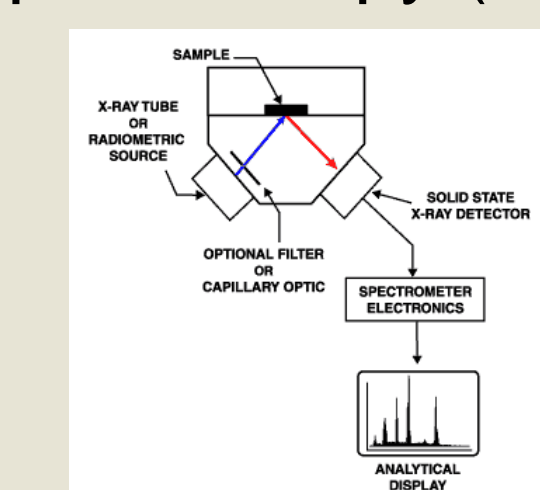 SAMPLE
X-RAY TUBE
OR
RADIOMETRIC
SOURCE
SOLID STATE
X-RAY DETECTOR
OPTIONAL FILTER
OR
CAPILLARY OPTIC
SPECTROMETER
ELECTRONICS
ANALYTICAL
DISPLAY